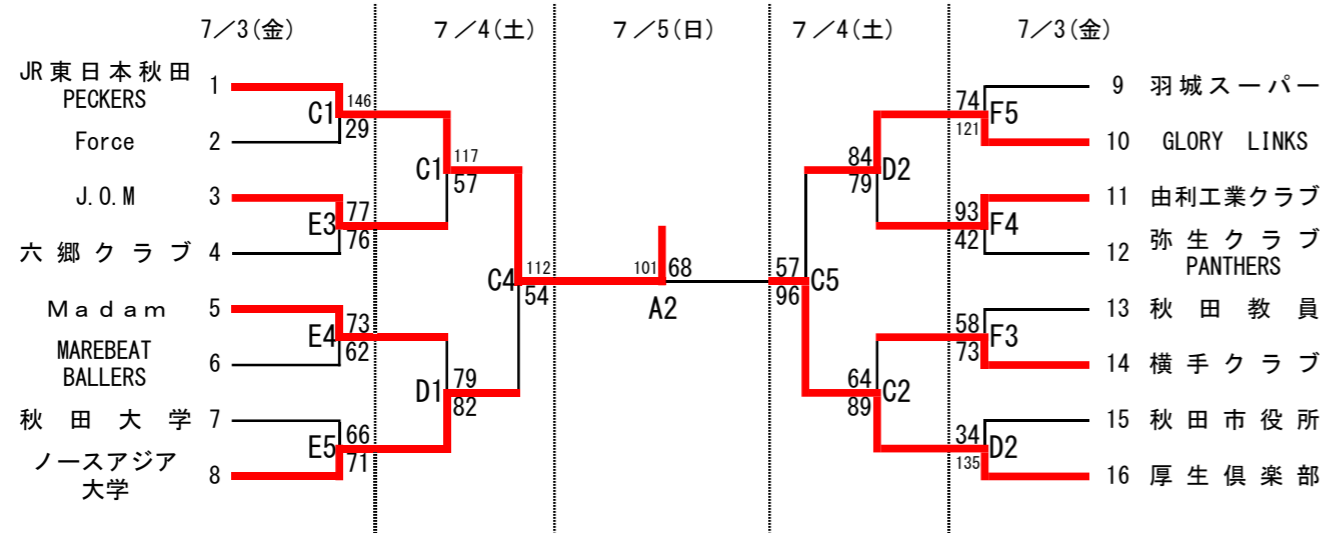 7／3(金)
７／4(土)
７／5(日)
７／4(土)
7／3(金)
JR東日本秋田
PECKERS
1
Force
2
J.O.M
3
六郷クラブ
4
Ｍａｄａｍ
5
MAREBEAT
BALLERS
6
秋田大学
7
ノースアジア
大学
8
C1
146
29
E3
77
76
E4
73
62
E5
66
71
C1
117
57
D1
79
82
C4
112
54
101
68
A2
57
96
C5
84
79
D2
64
89
C2
74
121
F5
93
42
F4
58
73
F3
34
135
D2
9 羽城スーパー
10 GLORY LINKS
11 由利工業クラブ
12 弥生クラブ
PANTHERS
13 秋田教員
14 横手クラブ
15 秋田市役所
16 厚生倶楽部